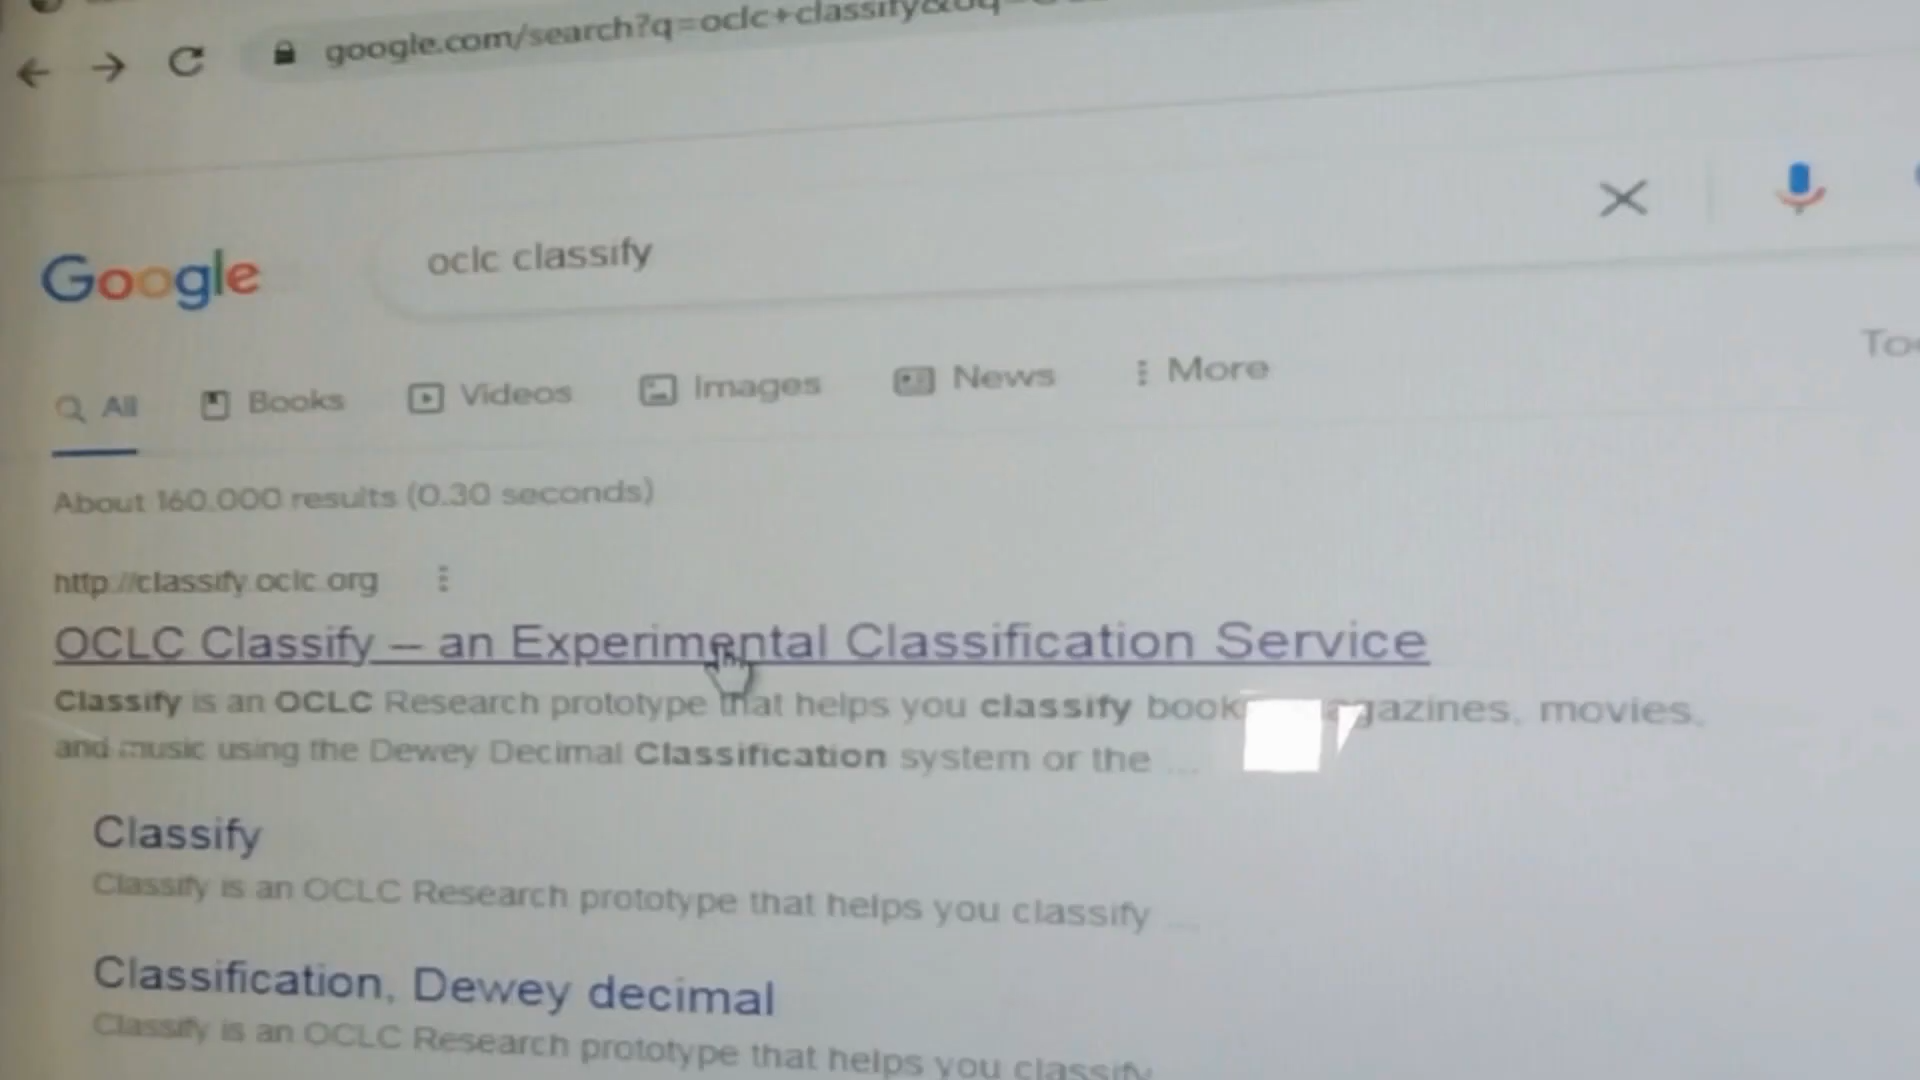 google.com/search?q=oclc+classify&oq=
Google
oclc classify
All Books Videos Images News More
About 160.000 results (0.30 seconds)
http://classify.oclc.org
OCLC Classify – an Experimental Classification Service
Classify is an OCLC Research prototype that helps you classify book agazines, movies,
and music using the Dewey Decimal Classification system or the ...
Classify
Classify is an OCLC Research prototype that helps you classify ...
Classification, Dewey decimal
Classify is an OCLC Research prototype that helps you classify